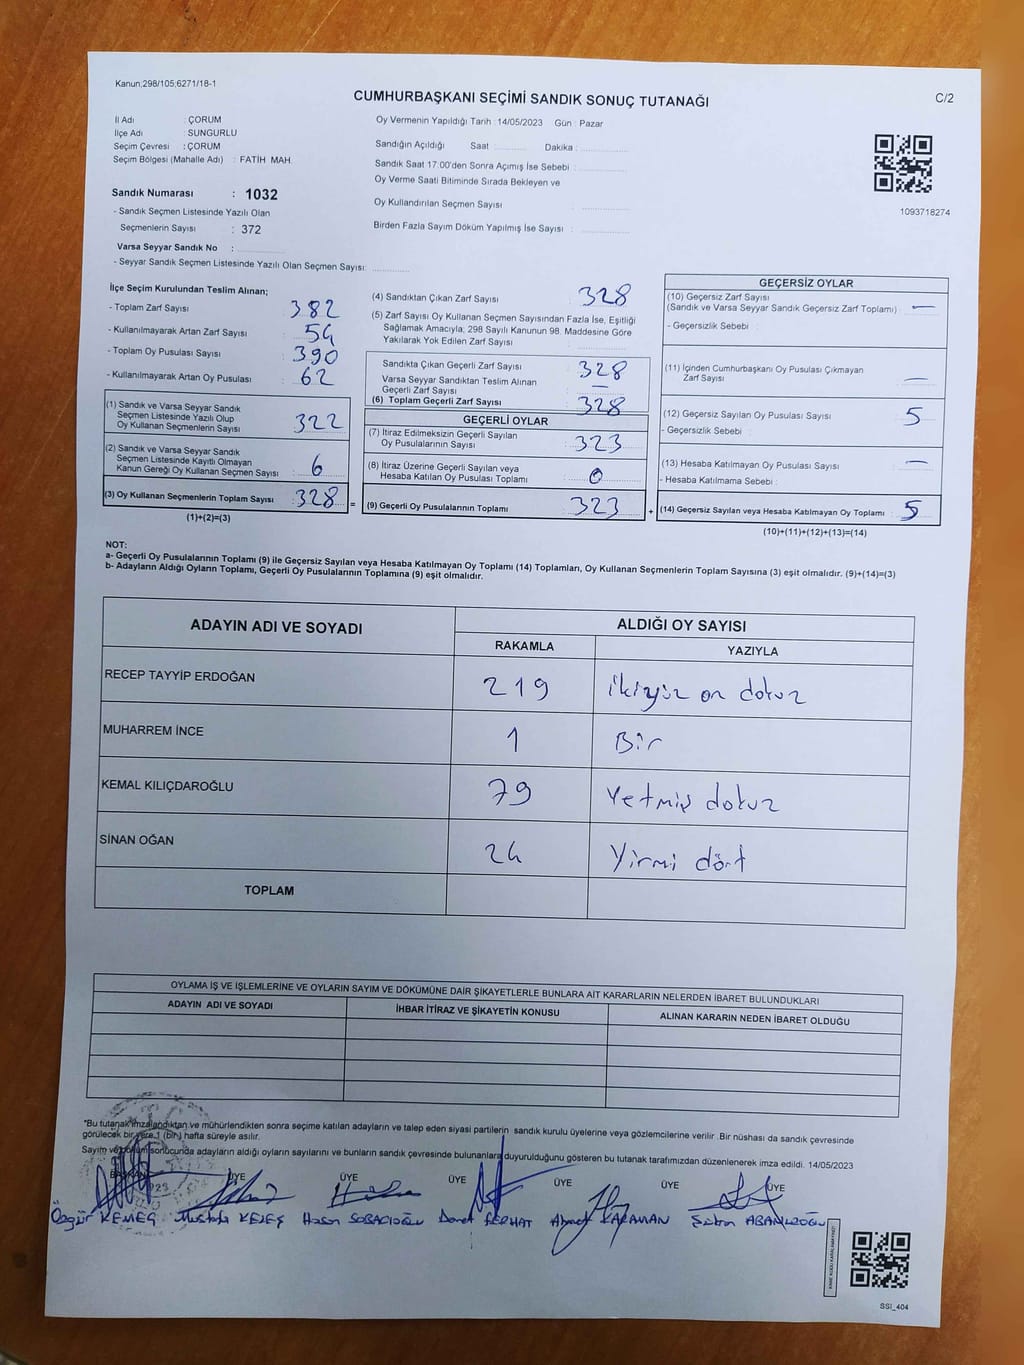 Kanun;298/105;6271/18-1
CUMHURBAŞKANI SEÇİMİ SANDIK SONUÇ TUTANAĞI
C/2
İl Adı : ÇORUM
İlçe Adı : SUNGURLU
Seçim Çevresi : ÇORUM
Seçim Bölgesi (Mahalle Adı) : FATİH MAH.
Sandık Numarası : 1032
- Sandık Seçmen Listesinde Yazılı Olan
Seçmenlerin Sayısı : 372
Varsa Seyyar Sandık No :
- Seyyar Sandık Seçmen Listesinde Yazılı Olan Seçmen Sayısı:
Oy Vermenin Yapıldığı Tarih : 14/05/2023 Gün : Pazar
Sandığın Açıldığı Saat Dakika :
Sandık Saat 17:00'den Sonra Açımış İse Sebebi :
Oy Verme Saati Bitiminde Sırada Bekleyen ve
Oy Kullandırılan Seçmen Sayısı
Birden Fazla Sayım Döküm Yapılmış İse Sayısı :
1093718274
İlçe Seçim Kurulundan Teslim Alınan;
- Toplam Zarf Sayısı : 382
- Kullanılmayarak Artan Zarf Sayısı : 54
- Toplam Oy Pusulası Sayısı : 390
- Kullanılmayarak Artan Oy Pusulası : 62
(1) Sandık ve Varsa Seyyar Sandık
Seçmen Listesinde Yazılı Olup
Oy Kullanan Seçmenlerin Sayısı : 322
(2) Sandık ve Varsa Seyyar Sandık
Seçmen Listesinde Kayıtlı Olmayan
Kanun Gereği Oy Kullanan Seçmen Sayısı : 6
(3) Oy Kullanan Seçmenlerin Toplam Sayısı : 328 =
(1)+(2)=(3)
(4) Sandıktan Çıkan Zarf Sayısı : 328
(5) Zarf Sayısı Oy Kullanan Seçmen Sayısından Fazla İse, Eşitliği
Sağlamak Amacıyla; 298 Sayılı Kanunun 98. Maddesine Göre
Yakılarak Yok Edilen Zarf Sayısı :
Sandıkta Çıkan Geçerli Zarf Sayısı : 328
Varsa Seyyar Sandıktan Teslim Alınan
Geçerli Zarf Sayısı : —
(6) Toplam Geçerli Zarf Sayısı : 328
GEÇERLİ OYLAR
(7) İtiraz Edilmeksizin Geçerli Sayılan
Oy Pusulalarının Sayısı : 323
(8) İtiraz Üzerine Geçerli Sayılan veya
Hesaba Katılan Oy Pusulası Toplamı : 0
(9) Geçerli Oy Pusulalarının Toplamı : 323 +
GEÇERSİZ OYLAR
(10) Geçersiz Zarf Sayısı
(Sandık ve Varsa Seyyar Sandık Geçersiz Zarf Toplamı) : —
- Geçersizlik Sebebi :
(11) İçinden Cumhurbaşkanı Oy Pusulası Çıkmayan
Zarf Sayısı : —
(12) Geçersiz Sayılan Oy Pusulası Sayısı : 5
- Geçersizlik Sebebi :
(13) Hesaba Katılmayan Oy Pusulası Sayısı : —
- Hesaba Katılmama Sebebi :
(14) Geçersiz Sayılan veya Hesaba Katılmayan Oy Toplamı : 5
(10)+(11)+(12)+(13)=(14)
NOT:
a- Geçerli Oy Pusulalarının Toplamı (9) ile Geçersiz Sayılan veya Hesaba Katılmayan Oy Toplamı (14) Toplamları, Oy Kullanan Seçmenlerin Toplam Sayısına (3) eşit olmalıdır. (9)+(14)=(3)
b- Adayların Aldığı Oyların Toplamı, Geçerli Oy Pusulalarının Toplamına (9) eşit olmalıdır.
ADAYIN ADI VE SOYADI ALDIĞI OY SAYISI
RAKAMLA YAZIYLA
RECEP TAYYİP ERDOĞAN 219 ikiyüz on dokuz
MUHARREM İNCE 1 Bir
KEMAL KILIÇDAROĞLU 79 Yetmiş dokuz
SİNAN OĞAN 24 Yirmi dört
TOPLAM
OYLAMA İŞ VE İŞLEMLERİNE VE OYLARIN SAYIM VE DÖKÜMÜNE DAİR ŞİKAYETLERLE BUNLARA AİT KARARLARIN NELERDEN İBARET BULUNDUKLARI
ADAYIN ADI VE SOYADI İHBAR İTİRAZ VE ŞİKAYETİN KONUSU ALINAN KARARIN NEDEN İBARET OLDUĞU
*Bu tutanak imzalandıktan ve mühürlendikten sonra seçime katılan adayların ve talep eden siyasi partilerin sandık kurulu üyelerine veya gözlemcilerine verilir .Bir nüshası da sandık çevresinde
görülecek bir yere 1 (bir) hafta süreyle asılır.
Sayım ve döküm sonucunda adayların aldığı oyların sayılarını ve bunların sandık çevresinde bulunanlara duyurulduğunu gösteren bu tutanak tarafımızdan düzenlenerek imza edildi. 14/05/2023
BAŞKAN ÜYE ÜYE ÜYE ÜYE ÜYE ÜYE
Özgür KEMEÇ Mustafa KELEŞ Hasan SOBACIOĞLU Davut FERHAT Ahmet KARAMAN Şükran
SSI_404